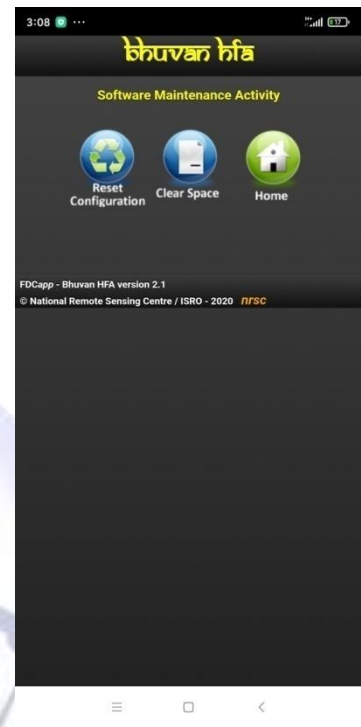 3:08 ...
17
bhuvan hfa
Software Maintenance Activity
Reset Configuration
Clear Space
Home
FDCapp - Bhuvan HFA version 2.1
© National Remote Sensing Centre / ISRO - 2020 nrsc